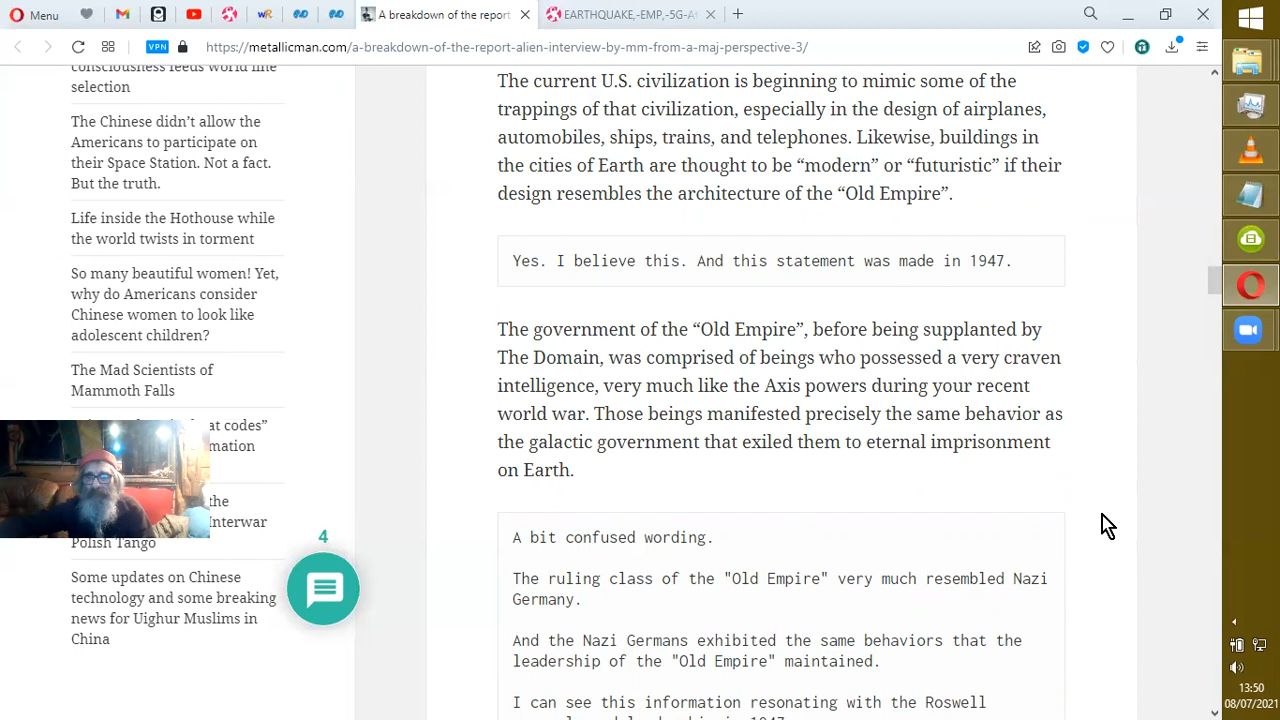 Menu
A breakdown of the report
EARTHQUAKE,-EMP,-5G-A
VPN
https://metallicman.com/a-breakdown-of-the-report-alien-interview-by-mm-from-a-maj-perspective-3/
consciousness feeds world line
selection
The Chinese didn’t allow the
Americans to participate on
their Space Station. Not a fact.
But the truth.
Life inside the Hothouse while
the world twists in torment
So many beautiful women! Yet,
why do Americans consider
Chinese women to look like
adolescent children?
The Mad Scientists of
Mammoth Falls
at codes”
mation
the
Interwar
Polish Tango
Some updates on Chinese
technology and some breaking
news for Uighur Muslims in
China
4
The current U.S. civilization is beginning to mimic some of the
trappings of that civilization, especially in the design of airplanes,
automobiles, ships, trains, and telephones. Likewise, buildings in
the cities of Earth are thought to be “modern” or “futuristic” if their
design resembles the architecture of the “Old Empire”.
Yes. I believe this. And this statement was made in 1947.
The government of the “Old Empire”, before being supplanted by
The Domain, was comprised of beings who possessed a very craven
intelligence, very much like the Axis powers during your recent
world war. Those beings manifested precisely the same behavior as
the galactic government that exiled them to eternal imprisonment
on Earth.
A bit confused wording.
The ruling class of the "Old Empire" very much resembled Nazi
Germany.
And the Nazi Germans exhibited the same behaviors that the
leadership of the "Old Empire" maintained.
I can see this information resonating with the Roswell
13:50
08/07/2021